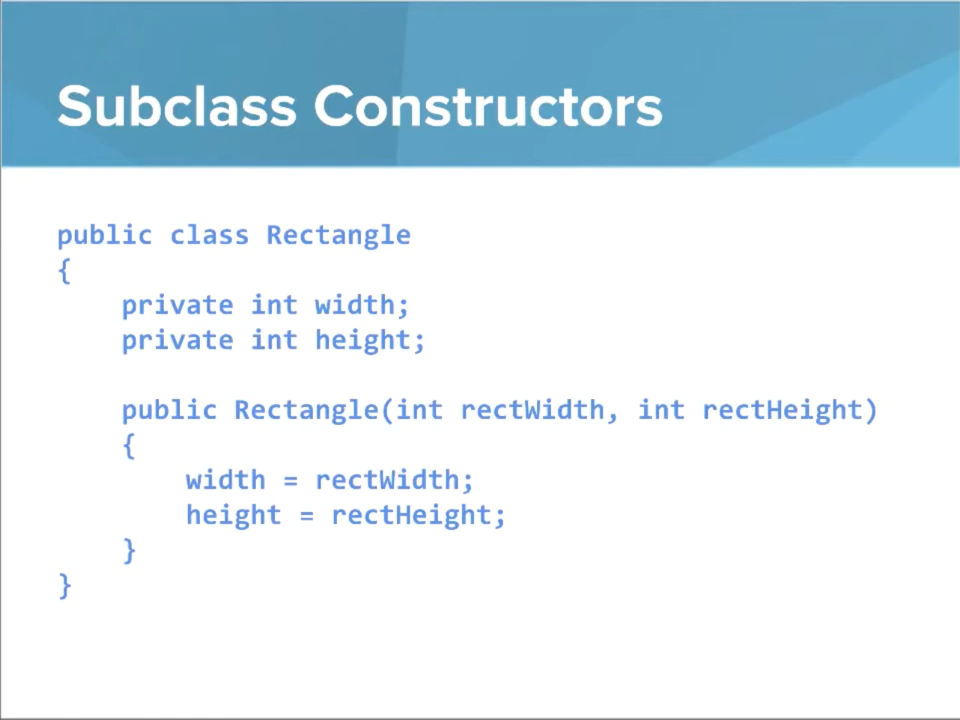 Subclass Constructors
public class Rectangle
{
    private int width;
    private int height;
    public Rectangle(int rectWidth, int rectHeight)
    {
        width = rectWidth;
        height = rectHeight;
    }
}